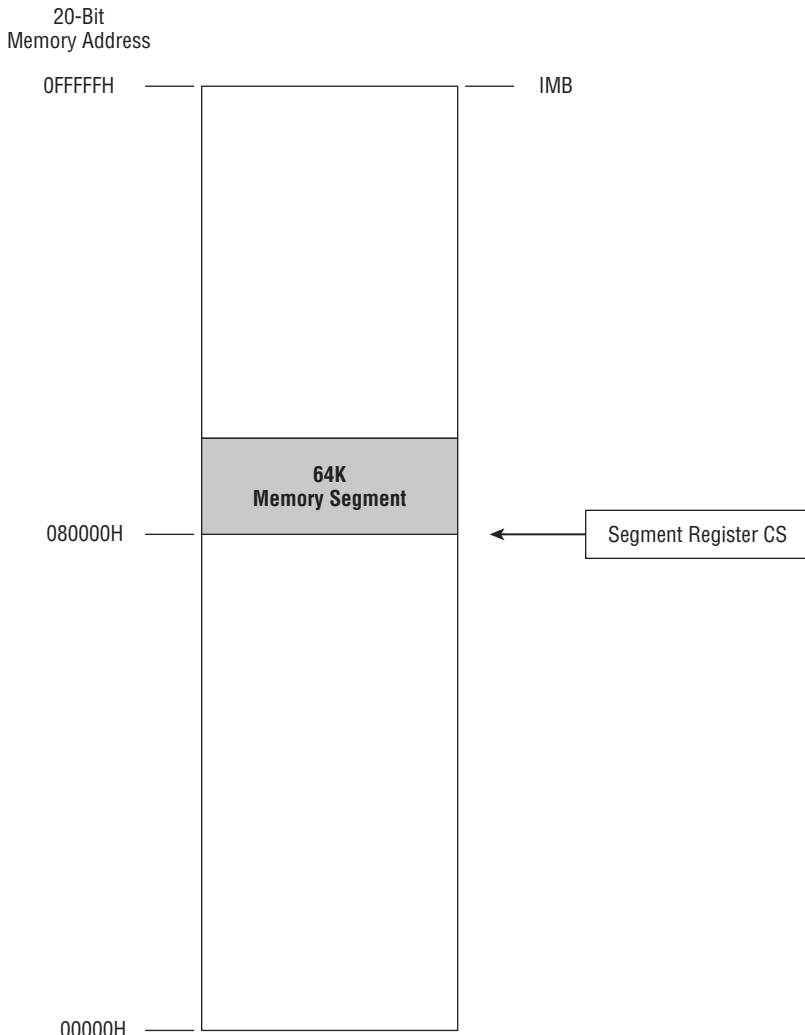 20-Bit
Memory Address
0FFFFFH
IMB
64K
Memory Segment
080000H
Segment Register CS
00000H